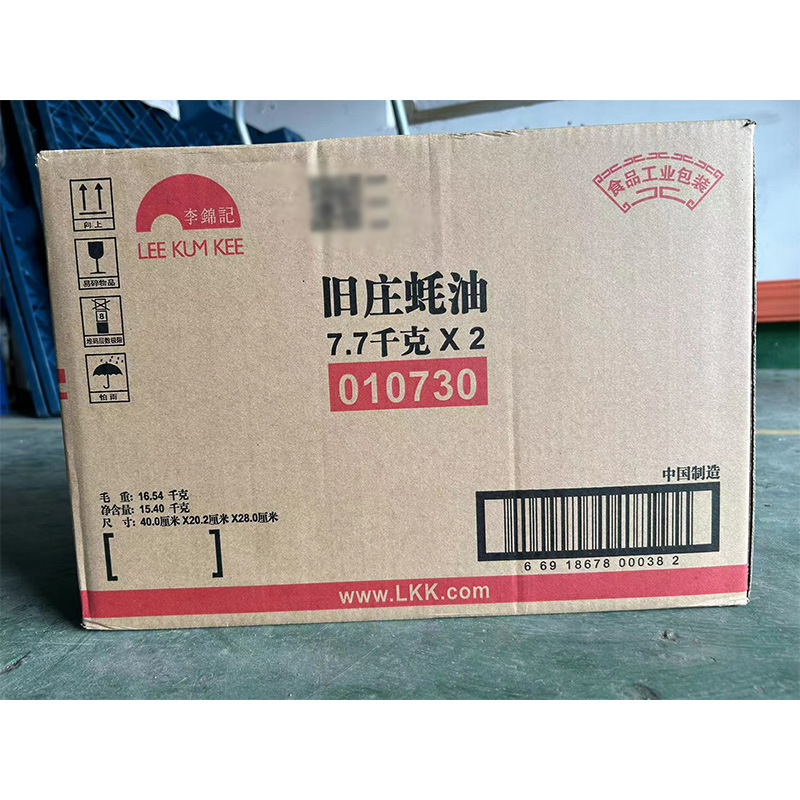 向上
易碎物品
8
堆码层数极限
怕雨
李錦記
LEE KUM KEE
食品工业包装
旧庄蚝油
7.7千克 X 2
010730
毛 重: 16.54 千克
净含量: 15.40 千克
尺 寸: 40.0厘米 X20.2厘米 X28.0厘米
[ ]
中国制造
6 69 18678 00038 2
www.LKK.com